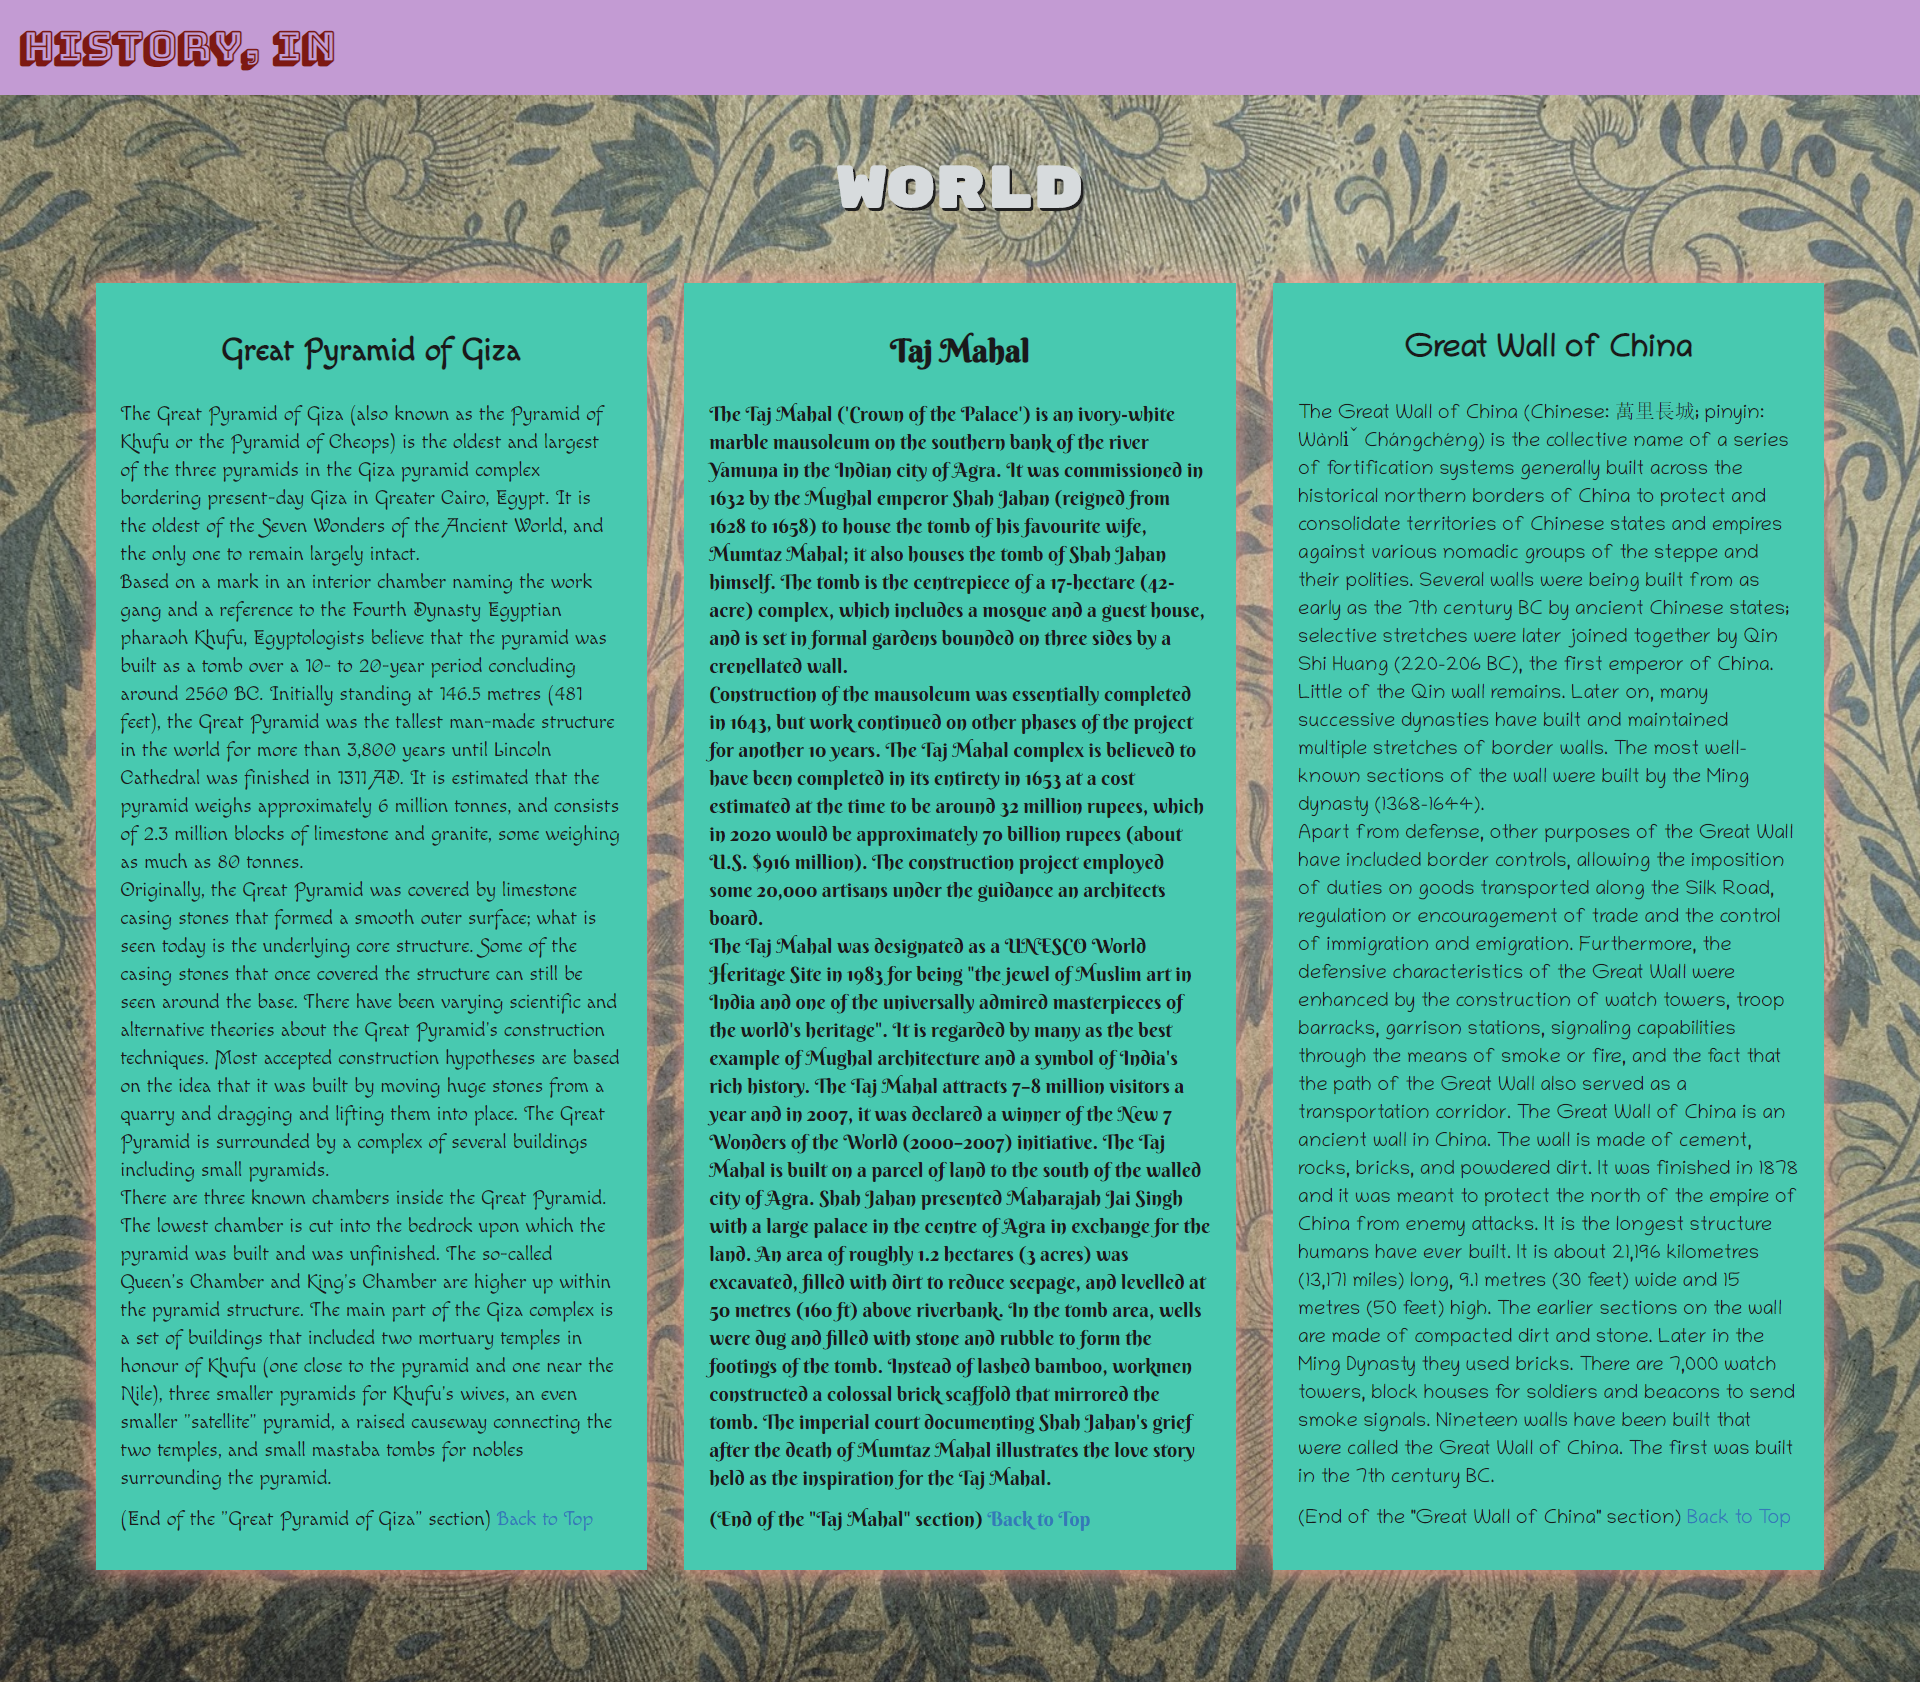 HISTORY, IN
WORLD
Great Pyramid of Giza
The Great Pyramid of Giza (also known as the Pyramid of
Khufu or the Pyramid of Cheops) is the oldest and largest
of the three pyramids in the Giza pyramid complex
bordering present-day Giza in Greater Cairo, Egypt. It is
the oldest of the Seven Wonders of the Ancient World, and
the only one to remain largely intact.
Based on a mark in an interior chamber naming the work
gang and a reference to the Fourth Dynasty Egyptian
pharaoh Khufu, Egyptologists believe that the pyramid was
built as a tomb over a 10- to 20-year period concluding
around 2560 BC. Initially standing at 146.5 metres (481
feet), the Great Pyramid was the tallest man-made structure
in the world for more than 3,800 years until Lincoln
Cathedral was finished in 1311 AD. It is estimated that the
pyramid weighs approximately 6 million tonnes, and consists
of 2.3 million blocks of limestone and granite, some weighing
as much as 80 tonnes.
Originally, the Great Pyramid was covered by limestone
casing stones that formed a smooth outer surface; what is
seen today is the underlying core structure. Some of the
casing stones that once covered the structure can still be
seen around the base. There have been varying scientific and
alternative theories about the Great Pyramid's construction
techniques. Most accepted construction hypotheses are based
on the idea that it was built by moving huge stones from a
quarry and dragging and lifting them into place. The Great
Pyramid is surrounded by a complex of several buildings
including small pyramids.
There are three known chambers inside the Great Pyramid.
The lowest chamber is cut into the bedrock upon which the
pyramid was built and was unfinished. The so-called
Queen's Chamber and King's Chamber are higher up within
the pyramid structure. The main part of the Giza complex is
a set of buildings that included two mortuary temples in
honour of Khufu (one close to the pyramid and one near the
Nile), three smaller pyramids for Khufu's wives, an even
smaller "satellite" pyramid, a raised causeway connecting the
two temples, and small mastaba tombs for nobles
surrounding the pyramid.
(End of the "Great Pyramid of Giza" section) Back to Top
Taj Mahal
The Taj Mahal ('Crown of the Palace') is an ivory-white
marble mausoleum on the southern bank of the river
Yamuna in the Indian city of Agra. It was commissioned in
1632 by the Mughal emperor Shah Jahan (reigned from
1628 to 1658) to house the tomb of his favourite wife,
Mumtaz Mahal; it also houses the tomb of Shah Jahan
himself. The tomb is the centrepiece of a 17-hectare (42-
acre) complex, which includes a mosque and a guest house,
and is set in formal gardens bounded on three sides by a
crenellated wall.
Construction of the mausoleum was essentially completed
in 1643, but work continued on other phases of the project
for another 10 years. The Taj Mahal complex is believed to
have been completed in its entirety in 1653 at a cost
estimated at the time to be around 32 million rupees, which
in 2020 would be approximately 70 billion rupees (about
U.S. $916 million). The construction project employed
some 20,000 artisans under the guidance an architects
board.
The Taj Mahal was designated as a UNESCO World
Heritage Site in 1983 for being "the jewel of Muslim art in
India and one of the universally admired masterpieces of
the world's heritage". It is regarded by many as the best
example of Mughal architecture and a symbol of India's
rich history. The Taj Mahal attracts 7–8 million visitors a
year and in 2007, it was declared a winner of the New 7
Wonders of the World (2000–2007) initiative. The Taj
Mahal is built on a parcel of land to the south of the walled
city of Agra. Shah Jahan presented Maharajah Jai Singh
with a large palace in the centre of Agra in exchange for the
land. An area of roughly 1.2 hectares (3 acres) was
excavated, filled with dirt to reduce seepage, and levelled at
50 metres (160 ft) above riverbank. In the tomb area, wells
were dug and filled with stone and rubble to form the
footings of the tomb. Instead of lashed bamboo, workmen
constructed a colossal brick scaffold that mirrored the
tomb. The imperial court documenting Shah Jahan's grief
after the death of Mumtaz Mahal illustrates the love story
held as the inspiration for the Taj Mahal.
(End of the "Taj Mahal" section) Back to Top
Great Wall of China
The Great Wall of China (Chinese: 萬里長城; pinyin:
Wànlǐ Chángchéng) is the collective name of a series
of fortification systems generally built across the
historical northern borders of China to protect and
consolidate territories of Chinese states and empires
against various nomadic groups of the steppe and
their polities. Several walls were being built from as
early as the 7th century BC by ancient Chinese states;
selective stretches were later joined together by Qin
Shi Huang (220-206 BC), the first emperor of China.
Little of the Qin wall remains. Later on, many
successive dynasties have built and maintained
multiple stretches of border walls. The most well-
known sections of the wall were built by the Ming
dynasty (1368-1644).
Apart from defense, other purposes of the Great Wall
have included border controls, allowing the imposition
of duties on goods transported along the Silk Road,
regulation or encouragement of trade and the control
of immigration and emigration. Furthermore, the
defensive characteristics of the Great Wall were
enhanced by the construction of watch towers, troop
barracks, garrison stations, signaling capabilities
through the means of smoke or fire, and the fact that
the path of the Great Wall also served as a
transportation corridor. The Great Wall of China is an
ancient wall in China. The wall is made of cement,
rocks, bricks, and powdered dirt. It was finished in 1878
and it was meant to protect the north of the empire of
China from enemy attacks. It is the longest structure
humans have ever built. It is about 21,196 kilometres
(13,171 miles) long, 9.1 metres (30 feet) wide and 15
metres (50 feet) high. The earlier sections on the wall
are made of compacted dirt and stone. Later in the
Ming Dynasty they used bricks. There are 7,000 watch
towers, block houses for soldiers and beacons to send
smoke signals. Nineteen walls have been built that
were called the Great Wall of China. The first was built
in the 7th century BC.
(End of the "Great Wall of China" section) Back to Top